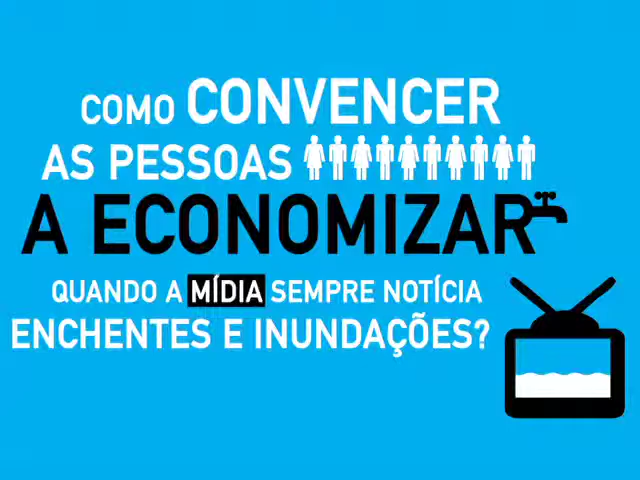 COMO CONVENCER
AS PESSOAS
A ECONOMIZAR
QUANDO A MÍDIA SEMPRE NOTÍCIA
ENCHENTES E INUNDAÇÕES?